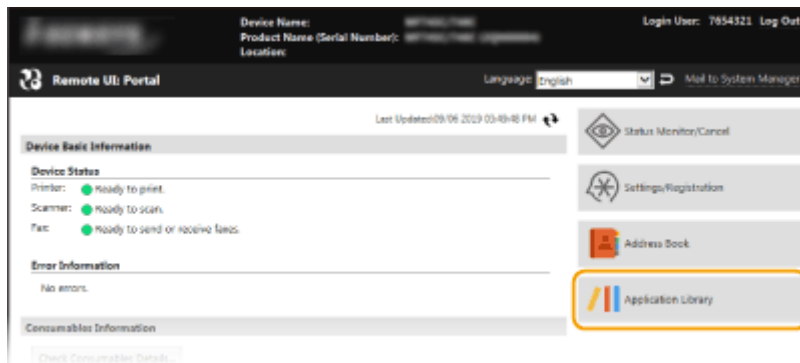 Device Name:
Login User: 7654321 Log Out
Product Name (Serial Number):
Location:
Remote UI: Portal
Language: English
Mail to System Manager
Last Updated:09/06 2019 03:49:48 PM
Device Basic Information
Device Status
Printer: Ready to print.
Scanner: Ready to scan.
Fax: Ready to send or receive faxes.
Error Information
No errors.
Consumables Information
Check Consumables Details...
Status Monitor/Cancel
Settings/Registration
Address Book
Application Library